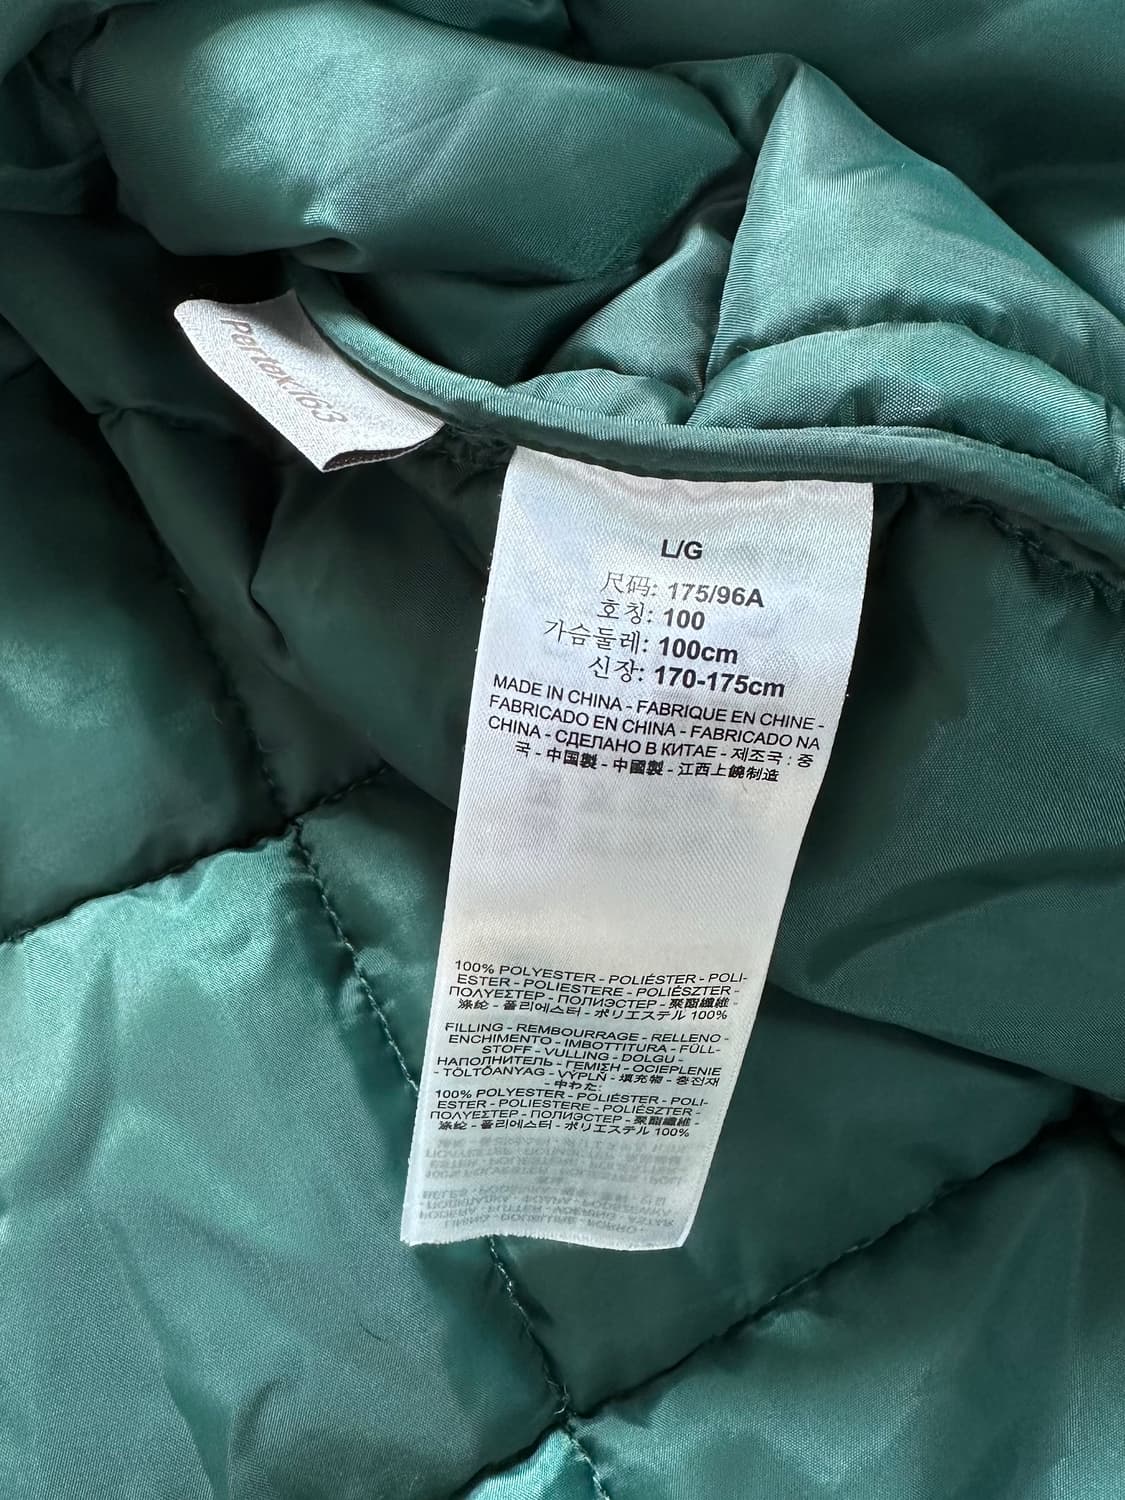 Pertex:163
L/G
尺码: 175/96A
호칭: 100
가슴둘레: 100cm
신장: 170-175cm
MADE IN CHINA - FABRIQUE EN CHINE -
FABRICADO EN CHINA - FABRICADO NA
CHINA - СДЕЛАНО В КИТАЕ - 제조국 : 중
국 - 中国製 - 中國製 - 江西上饒制造
100% POLYESTER - POLIÉSTER - POLI-
ESTER - POLIESTERE - POLIÉSZTER -
ΠΟΛΥΕΣΤΕΡ - ПОЛИЭСТЕР - 聚酯纖維 -
涤纶 - 폴리에스터 - ポリエステル 100%
FILLING - REMBOURRAGE - RELLENO -
ENCHIMENTO - IMBOTTITURA - FÜLL-
STOFF - VULLING - DOLGU -
НАПОЛНИТЕЛЬ - ΓΕΜΙΣΗ - OCIEPLENIE
- TÖLTŐANYAG - VÝPLŇ - 填充物 - 충전재
- 中わた:
100% POLYESTER - POLIÉSTER - POLI-
ESTER - POLIESTERE - POLIÉSZTER -
ΠΟΛΥΕΣΤΕΡ - ПОЛИЭСТЕР - 聚酯纖維 -
涤纶 - 폴리에스터 - ポリエステル 100%